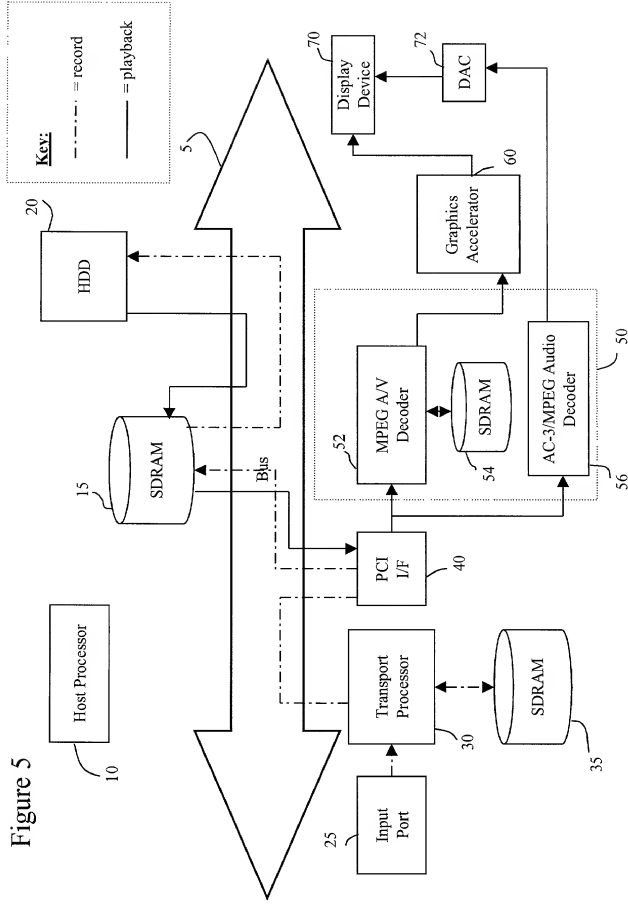 Figure 5
Key:
= record
= playback
10
Host Processor
15
SDRAM
20
HDD
5
Bus
25
Input
Port
30
Transport
Processor
35
SDRAM
40
PCI
I/F
50
52
MPEG A/V
Decoder
54
SDRAM
56
AC-3/MPEG Audio
Decoder
60
Graphics
Accelerator
70
Display
Device
72
DAC